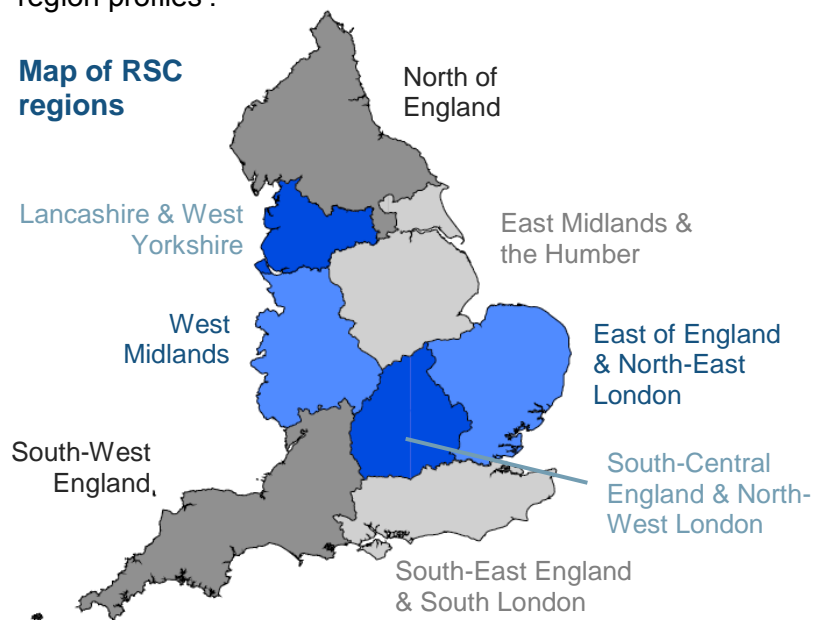 region profiles .
Map of RSC
regions
North of
England
Lancashire & West
Yorkshire
East Midlands &
the Humber
West
Midlands
East of England
& North-East
London
South-West
England
South-Central
England & North-
West London
South-East England
& South London